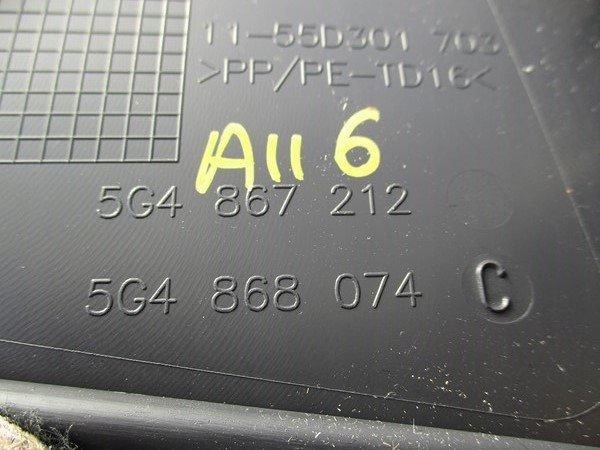 11-55D301 703
>PP/PE-TD16<
A11 6
5G4 867 212
5G4 868 074 C